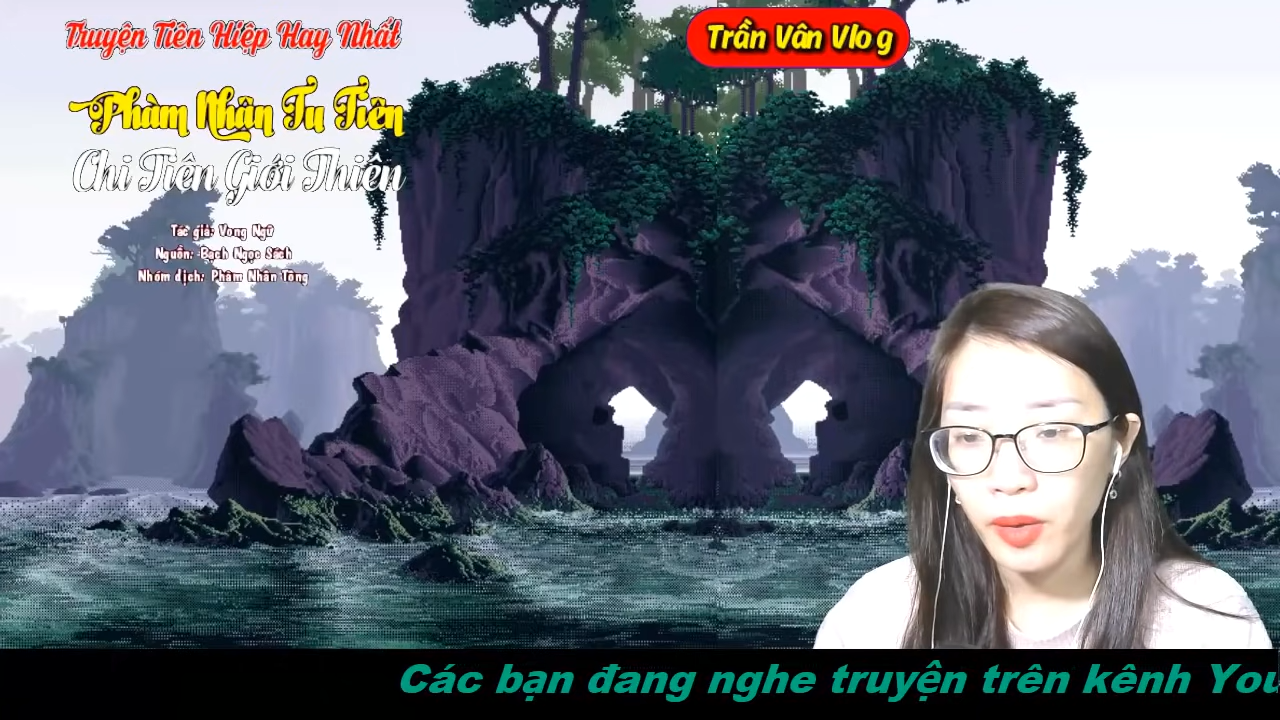 Truyện Tiên Hiệp Hay Nhất
Trần Vân Vlog
Phàm Nhân Tu Tiên
Chi Tiên Giới Thiên
Tác giả: Vong Ngữ
Nguồn: Bạch Ngọc Sách
Nhóm dịch: Phàm Nhân Tông
Các bạn đang nghe truyện trên kênh You